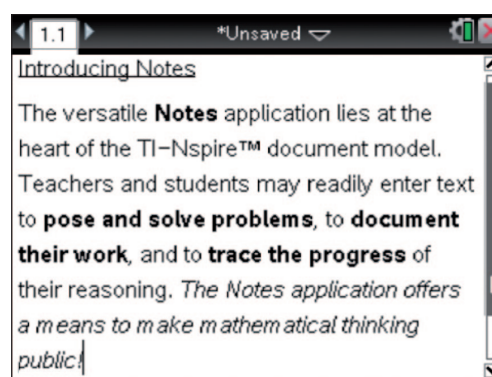 1.1 *Unsaved
Introducing Notes
The versatile Notes application lies at the
heart of the TI-Nspire™ document model.
Teachers and students may readily enter text
to pose and solve problems, to document
their work, and to trace the progress of
their reasoning. The Notes application offers
a means to make mathematical thinking
public!